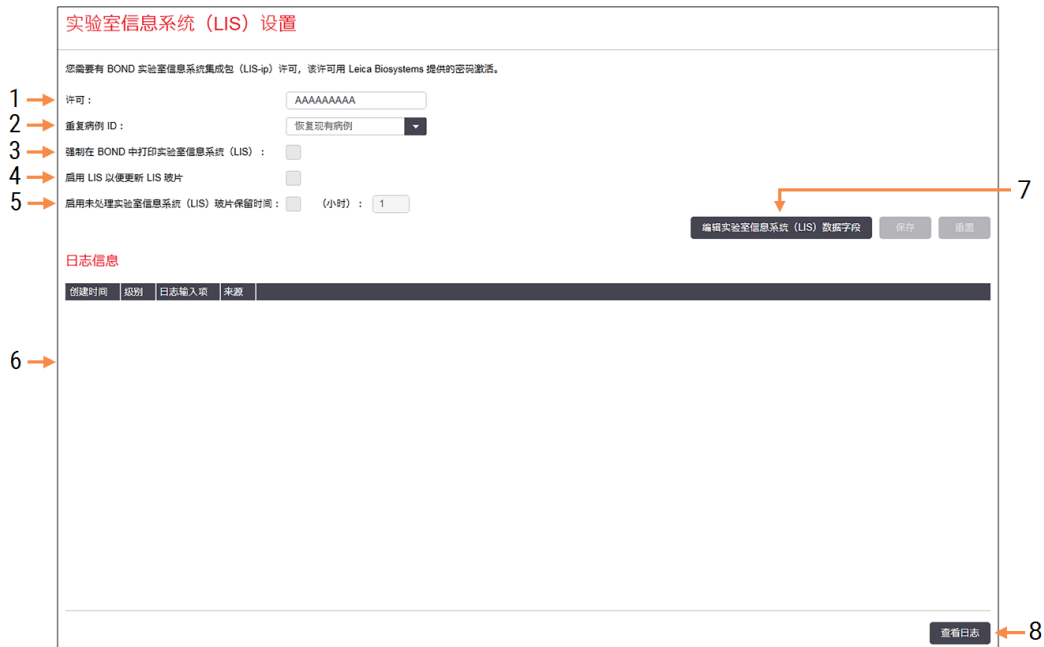 实验室信息系统（LIS）设置
您需要有 BOND 实验室信息系统集成包（LIS-ip）许可，该许可用 Leica Biosystems 提供的密码激活。
1 许可： AAAAAAAAA
2 重复病例 ID： 恢复现有病例
3 强制在 BOND 中打印实验室信息系统（LIS）：
4 启用 LIS 以便更新 LIS 玻片
7
5 启用未处理实验室信息系统（LIS）玻片保留时间： （小时）： 1
编辑实验室信息系统（LIS）数据字段 保存 重置
日志信息
创建时间 级别 日志输入项 来源
6
查看日志 8